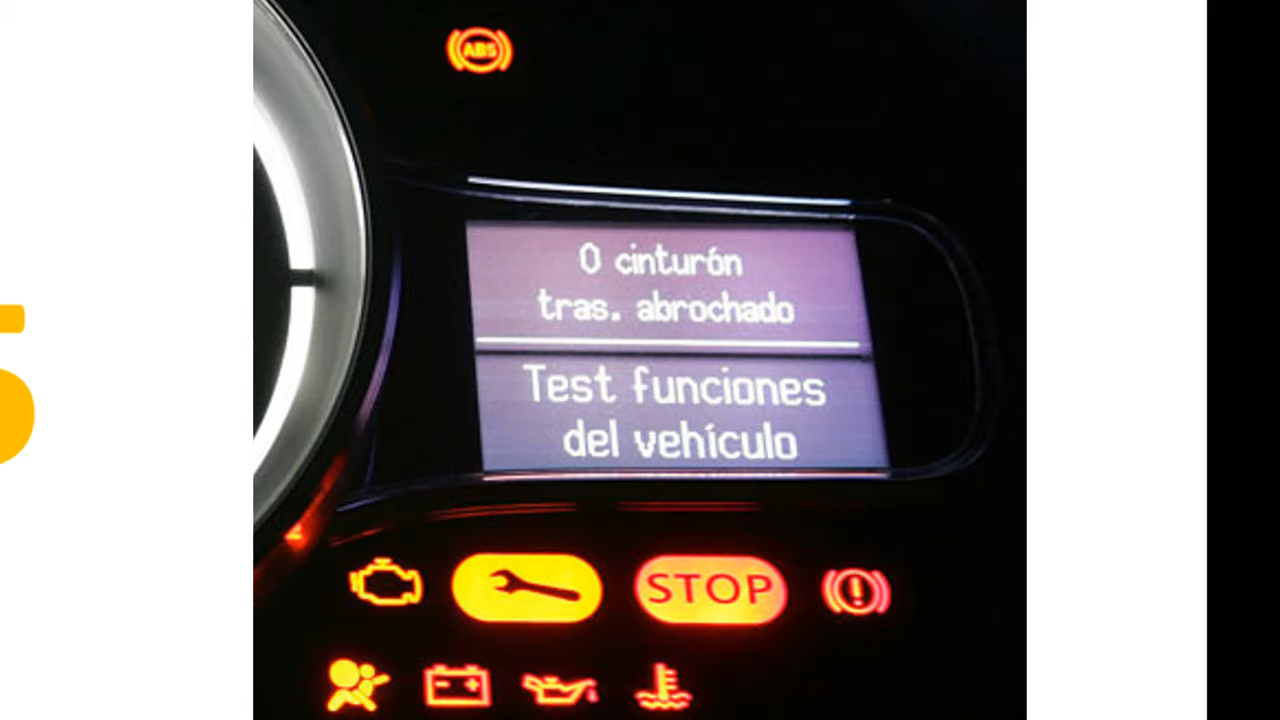 ABS
0 cinturón
tras. abrochado
Test funciones
del vehículo
STOP